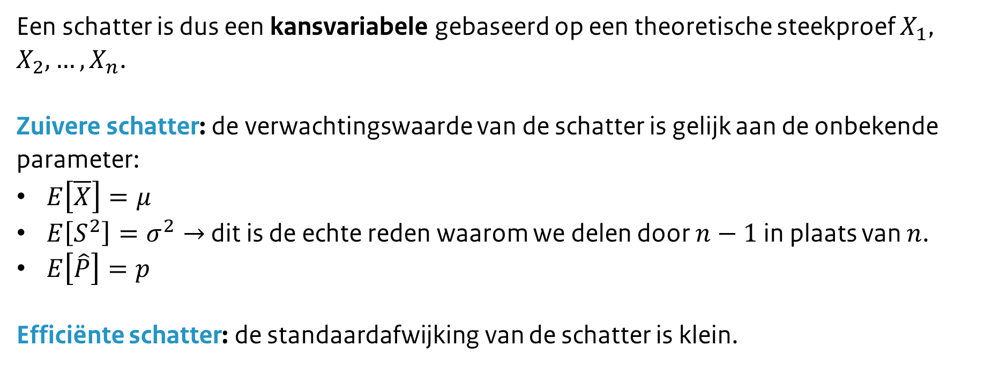 Een schatter is dus een kansvariabele gebaseerd op een theoretische steekproef $X_1$,
$X_2, \ldots, X_n$.
Zuivere schatter: de verwachtingswaarde van de schatter is gelijk aan de onbekende
parameter:
• $E[\overline{X}] = \mu$
• $E[S^2] = \sigma^2$ → dit is de echte reden waarom we delen door $n - 1$ in plaats van $n$.
• $E[\hat{P}] = p$
Efficiënte schatter: de standaardafwijking van de schatter is klein.